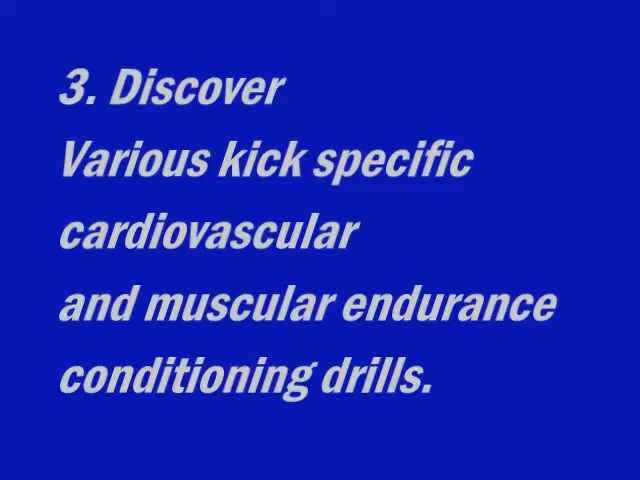 3. Discover
Various kick specific
cardiovascular
and muscular endurance
conditioning drills.